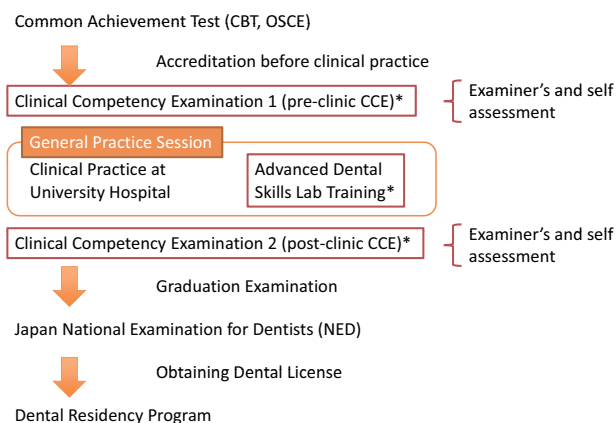 Common Achievement Test (CBT, OSCE)
Accreditation before clinical practice
Clinical Competency Examination 1 (pre-clinic CCE)*
Examiner's and self
assessment
General Practice Session
Clinical Practice at
University Hospital
Advanced Dental
Skills Lab Training*
Clinical Competency Examination 2 (post-clinic CCE)*
Examiner's and self
assessment
Graduation Examination
Japan National Examination for Dentists (NED)
Obtaining Dental License
Dental Residency Program